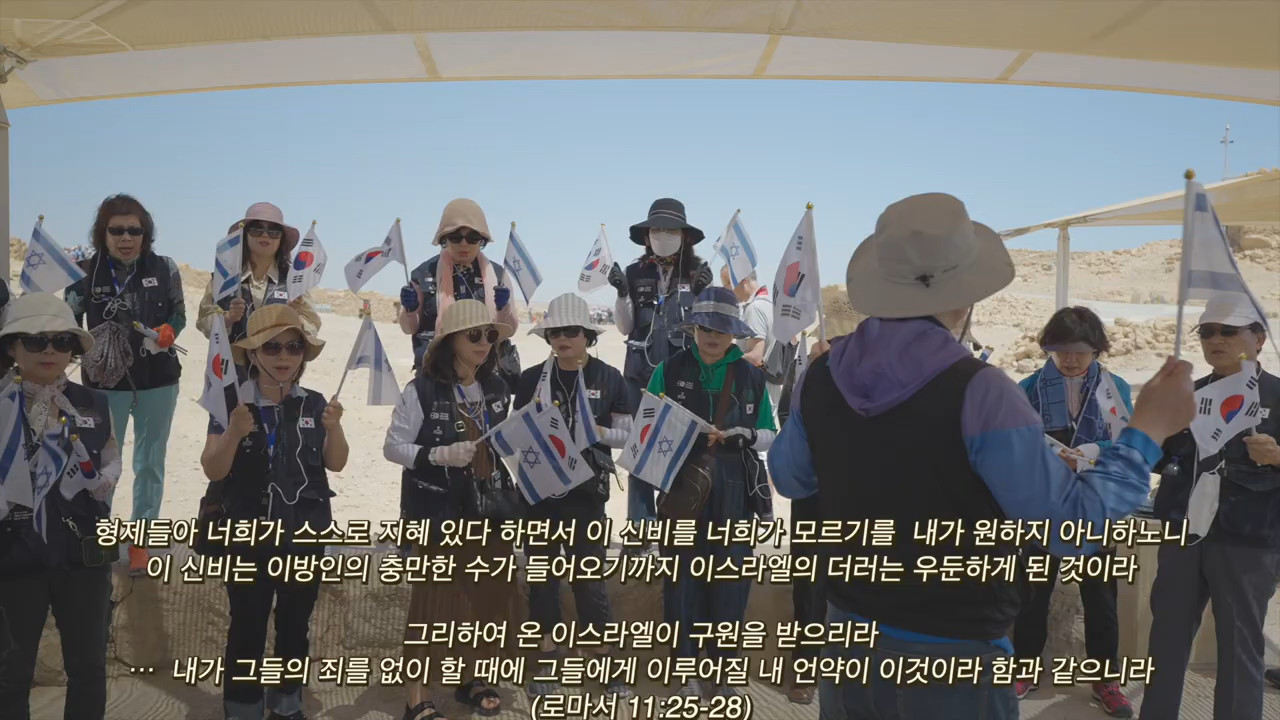 형제들아 너희가 스스로 지혜 있다 하면서 이 신비를 너희가 모르기를 내가 원하지 아니하노니
이 신비는 이방인의 충만한 수가 들어오기까지 이스라엘의 더러는 우둔하게 된 것이라
그리하여 온 이스라엘이 구원을 받으리라
… 내가 그들의 죄를 없이 할 때에 그들에게 이루어질 내 언약이 이것이라 함과 같으니라
(로마서 11:25-28)